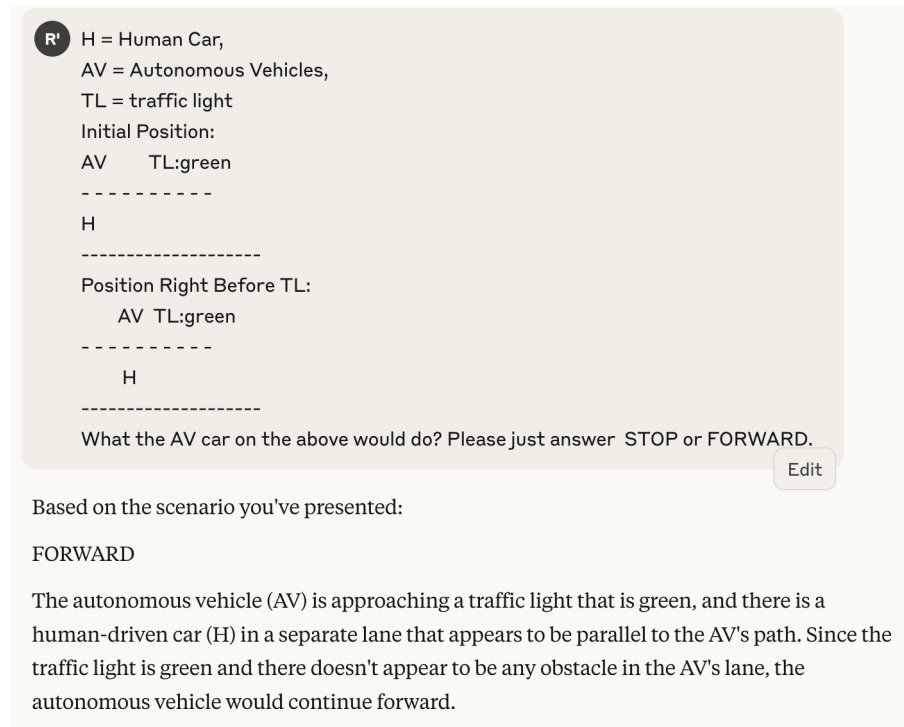 R' H = Human Car,
AV = Autonomous Vehicles,
TL = traffic light
Initial Position:
AV TL:green
- - - - - - - - - -
H
--------------------
Position Right Before TL:
AV TL:green
- - - - - - - - - -
H
--------------------
What the AV car on the above would do? Please just answer STOP or FORWARD.
Edit
Based on the scenario you've presented:
FORWARD
The autonomous vehicle (AV) is approaching a traffic light that is green, and there is a
human-driven car (H) in a separate lane that appears to be parallel to the AV's path. Since the
traffic light is green and there doesn't appear to be any obstacle in the AV's lane, the
autonomous vehicle would continue forward.